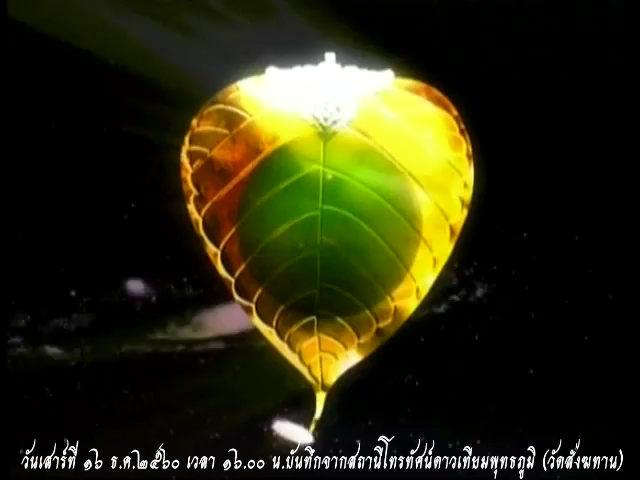 วันเสาร์ที่ ๑๖ ธ.ค.๒๕๖๐ เวลา ๑๖.๐๐ น.บันทึกจากสถานีโทรทัศน์ดาวเทียมพุทธภูมิ (วัดสังฆทาน)